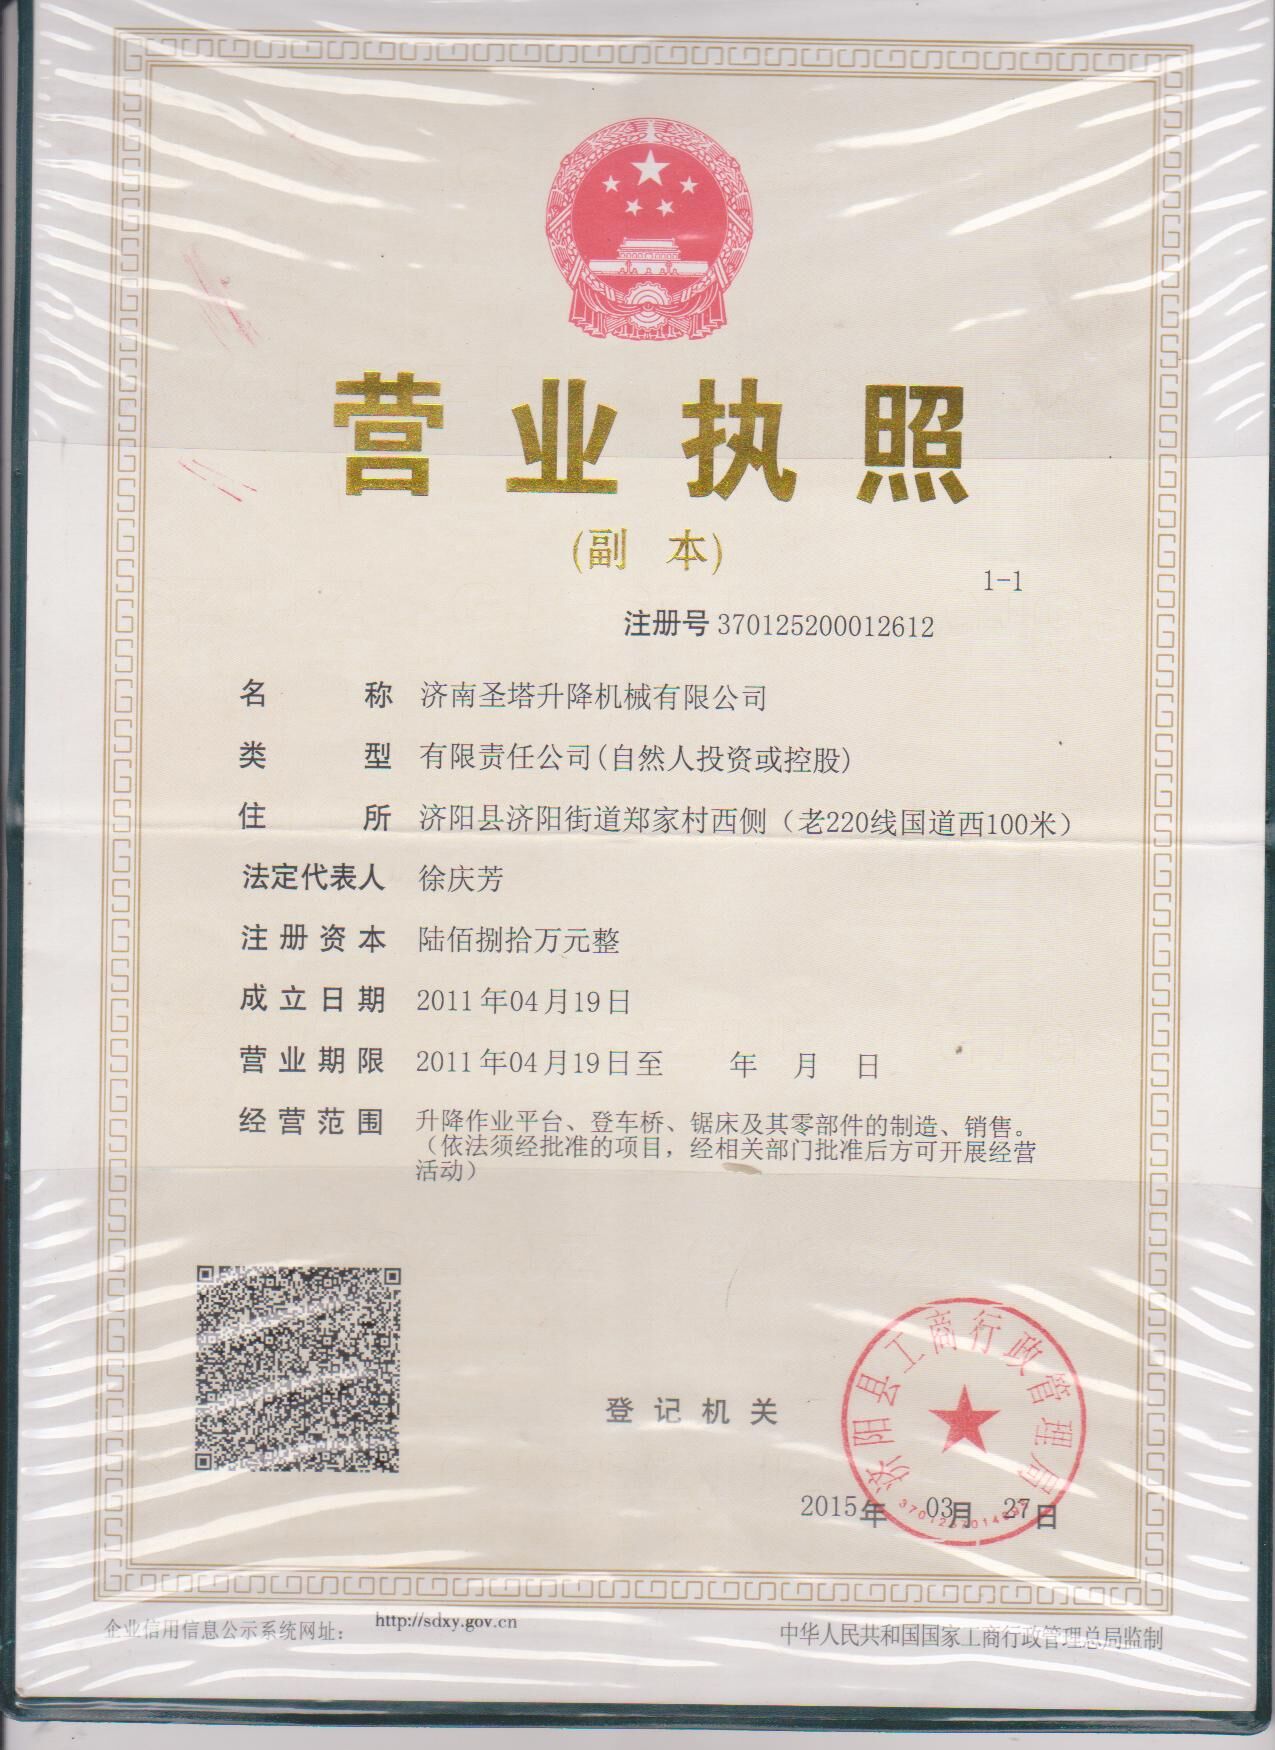 营业执照
(副 本)
1-1
注册号 370125200012612
名 称 济南圣塔升降机械有限公司
类 型 有限责任公司(自然人投资或控股)
住 所 济阳县济阳街道郑家村西侧（老220线国道西100米）
法定代表人 徐庆芳
注册资本 陆佰捌拾万元整
成立日期 2011年04月19日
营业期限 2011年04月19日至 年 月 日
经营范围 升降作业平台、登车桥、锯床及其零部件的制造、销售。
（依法须经批准的项目，经相关部门批准后方可开展经营
活动）
济阳县工商行政管理局
登记机关
2015年 03月 27日
企业信用信息公示系统网址： http://sdxy.gov.cn
中华人民共和国国家工商行政管理总局监制